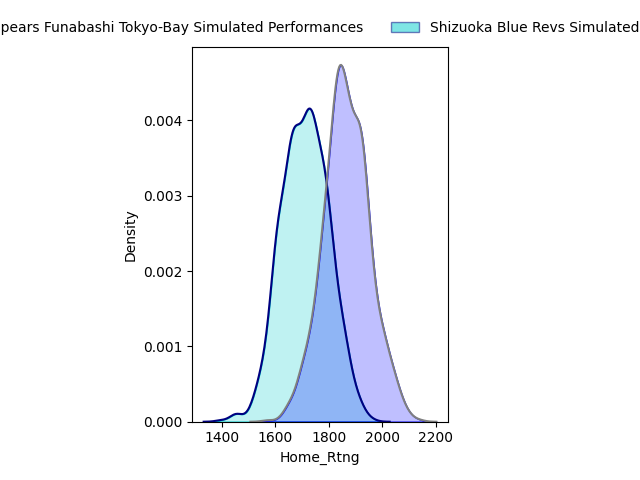 pears Funabashi Tokyo-Bay Simulated Performances Shizuoka Blue Revs Simulated
0.004
0.003
0.002
0.001
0.000
Density
1400 1600 1800 2000 2200
Home_Rtng